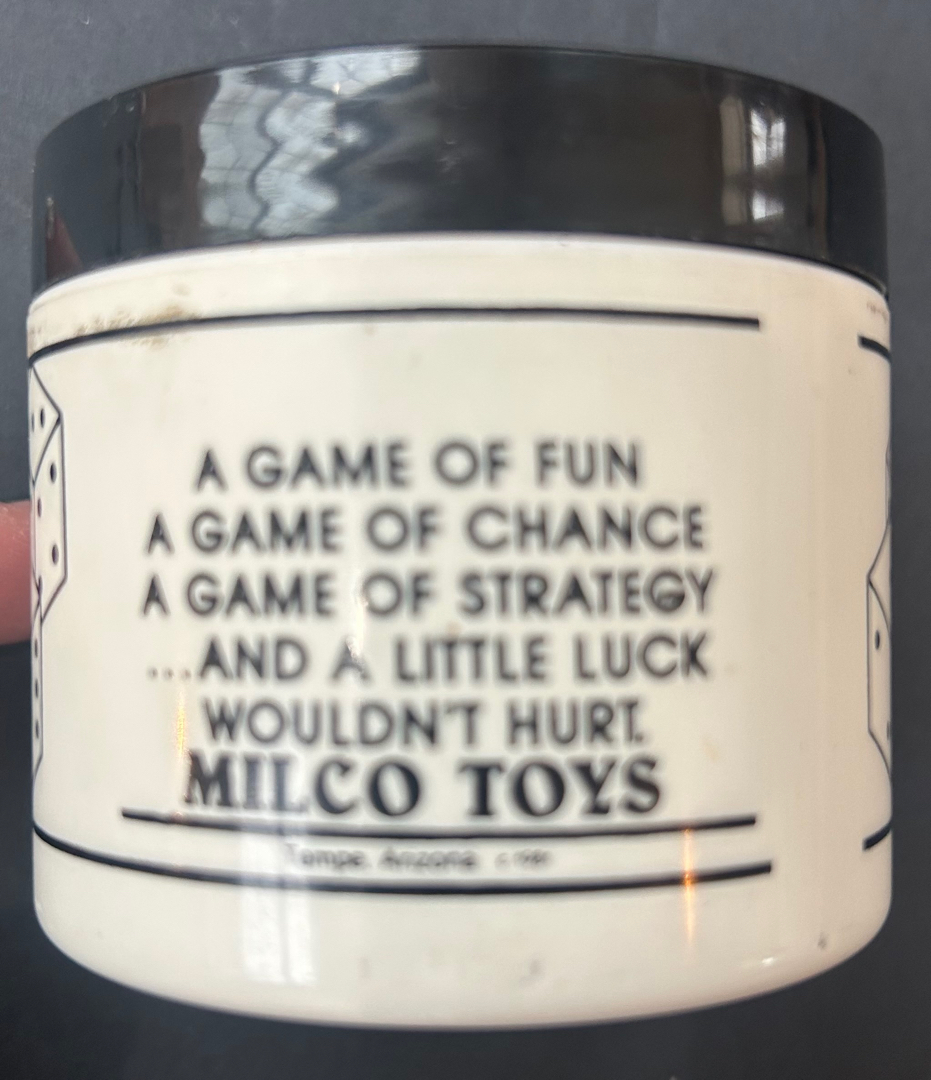 A GAME OF FUN
A GAME OF CHANCE
A GAME OF STRATEGY
...AND A LITTLE LUCK
WOULDN'T HURT.
MILCO TOYS
Tempe, Arizona